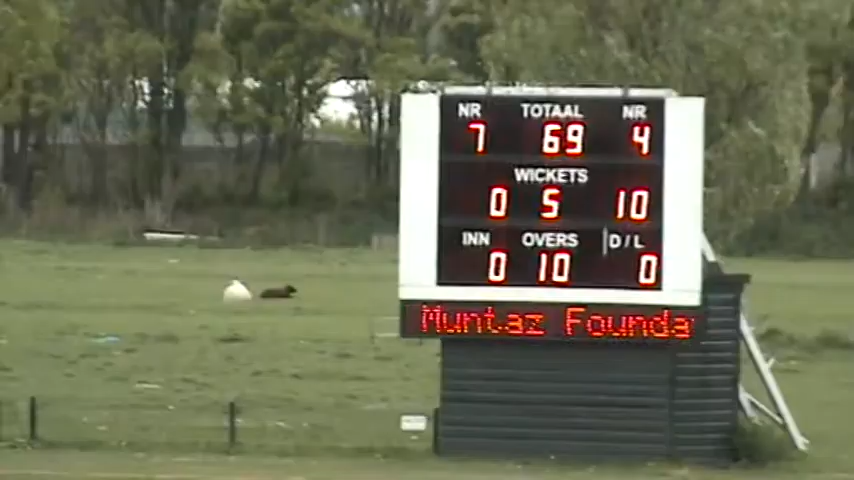 NR TOTAAL NR
7 69 4
WICKETS
0 5 10
INN OVERS D/L
0 10 0
Muntaz Founda